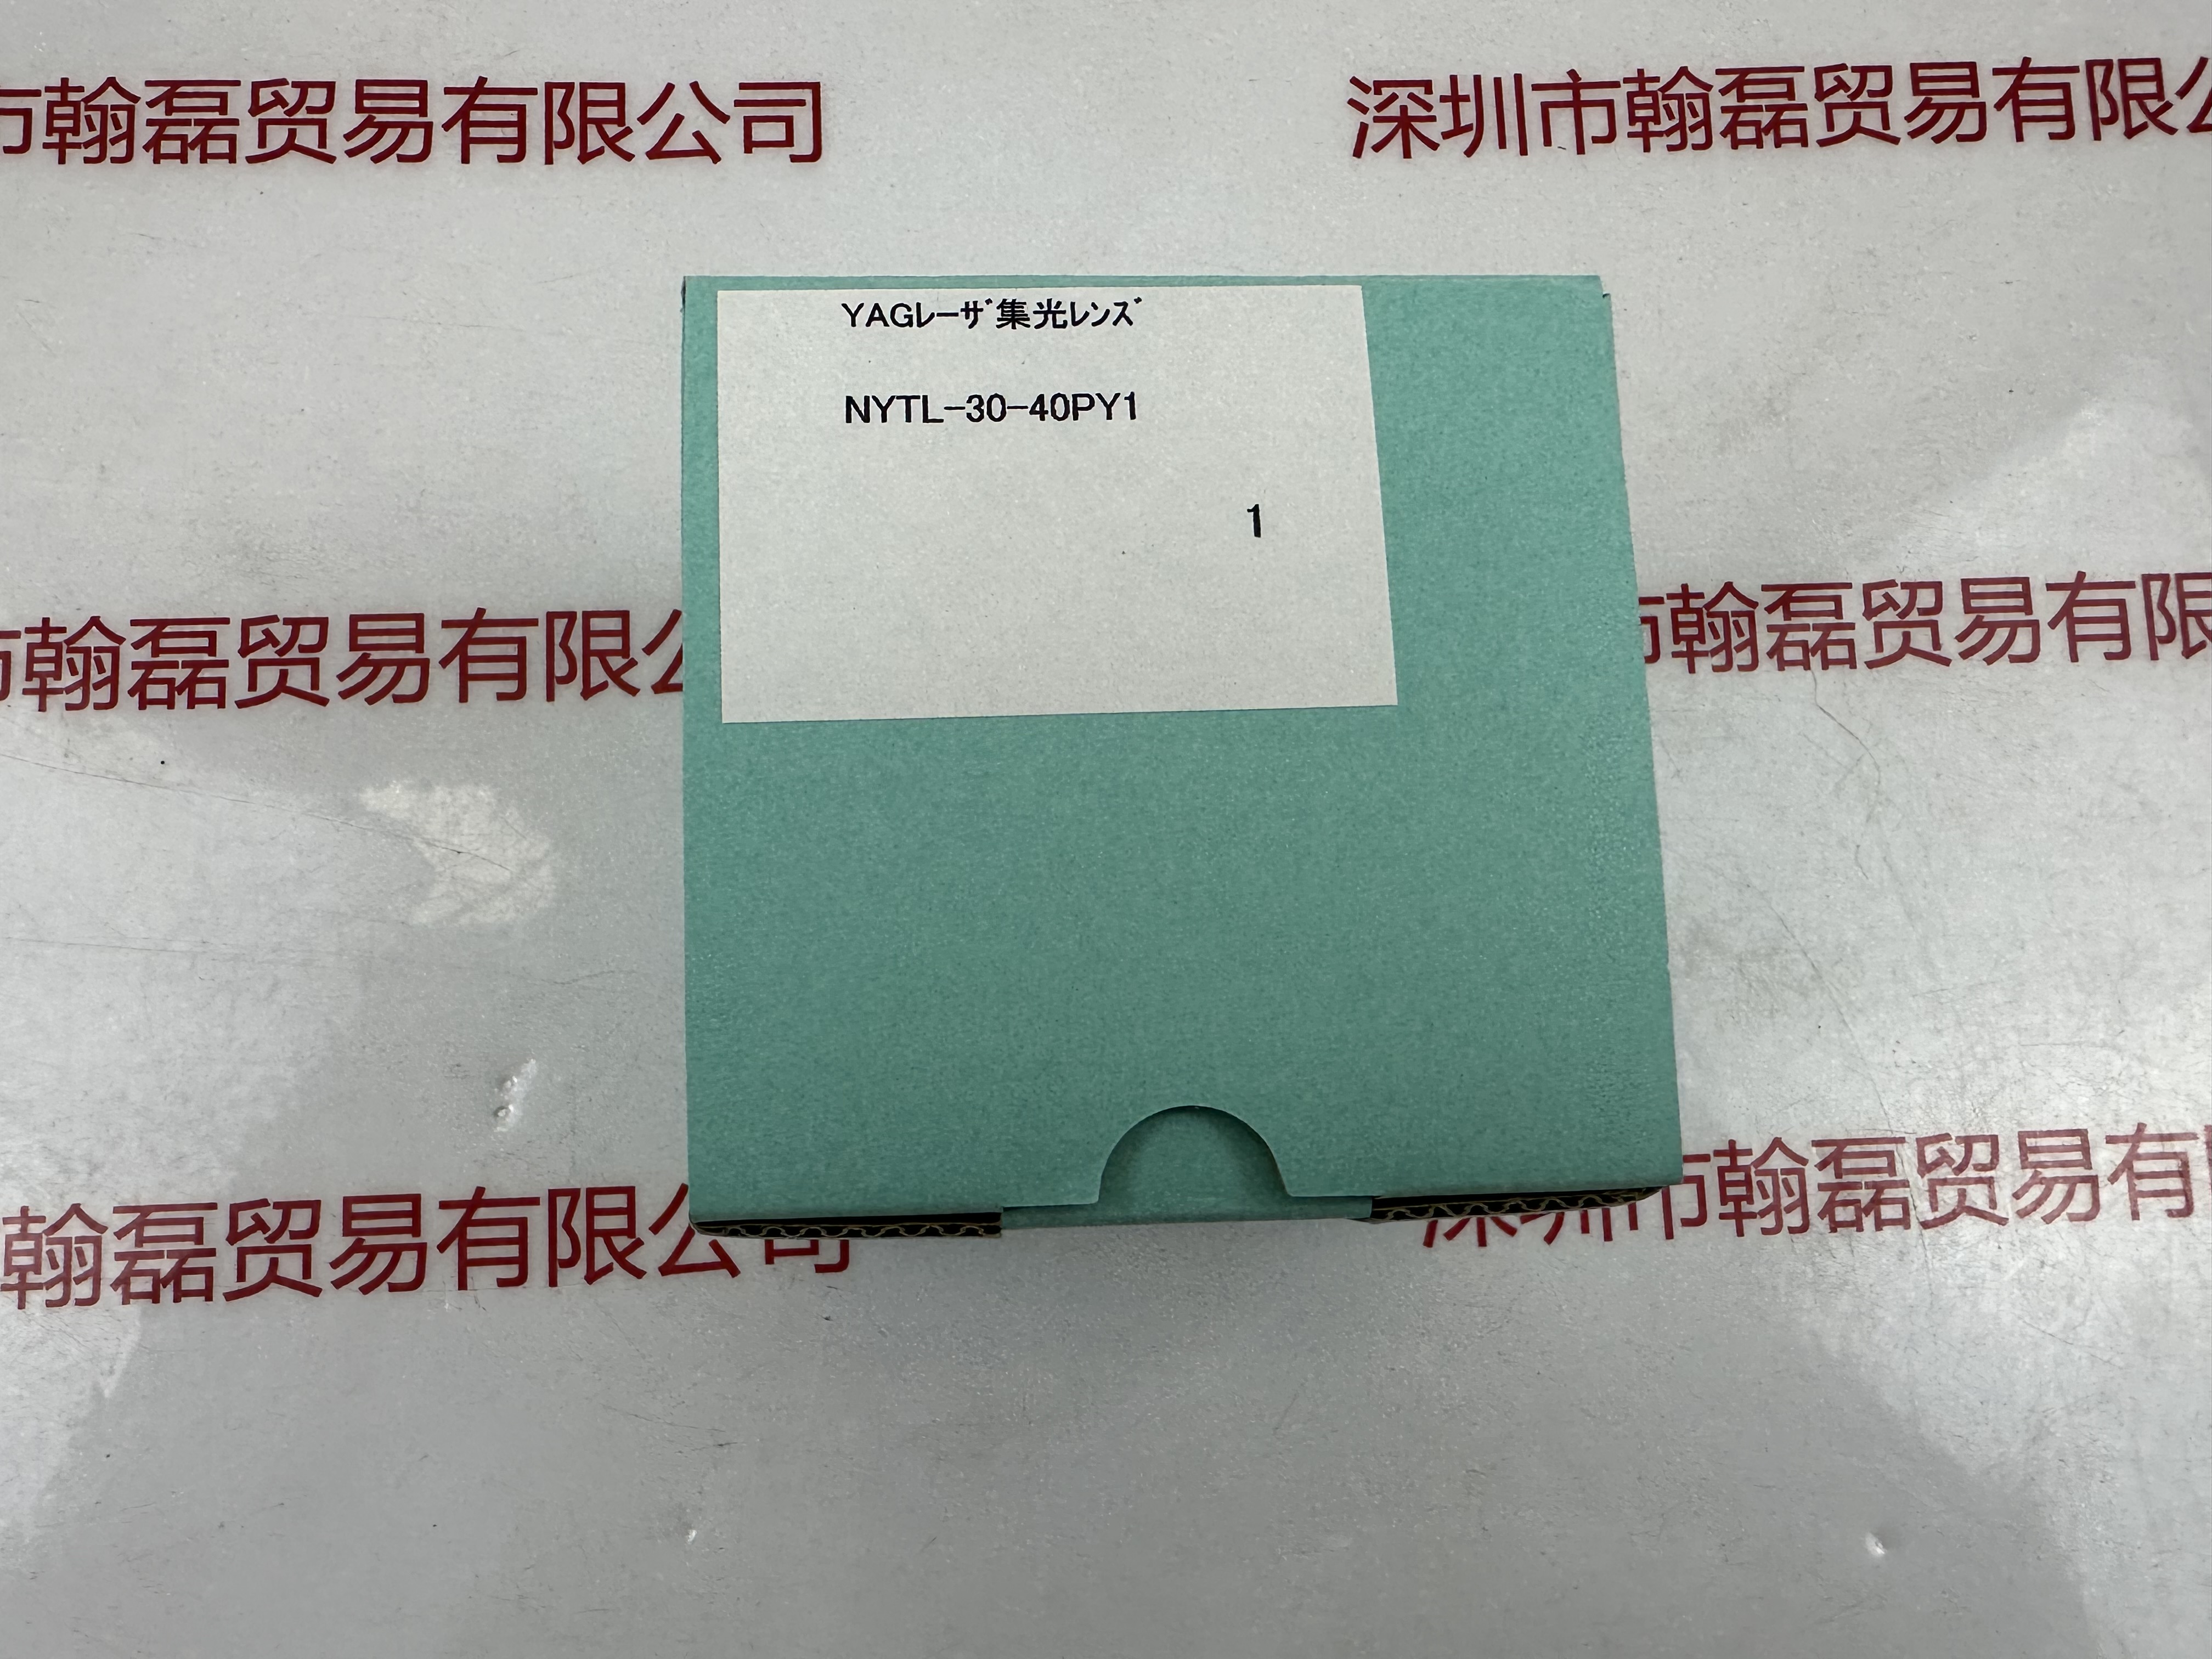 市翰磊贸易有限公司
深圳市翰磊贸易有限公
YAGﾚｰｻﾞ集光ﾚﾝｽﾞ
NYTL-30-40PY1
1
市翰磊贸易有限公
市翰磊贸易有限
翰磊贸易有限公司
深圳市翰磊贸易有